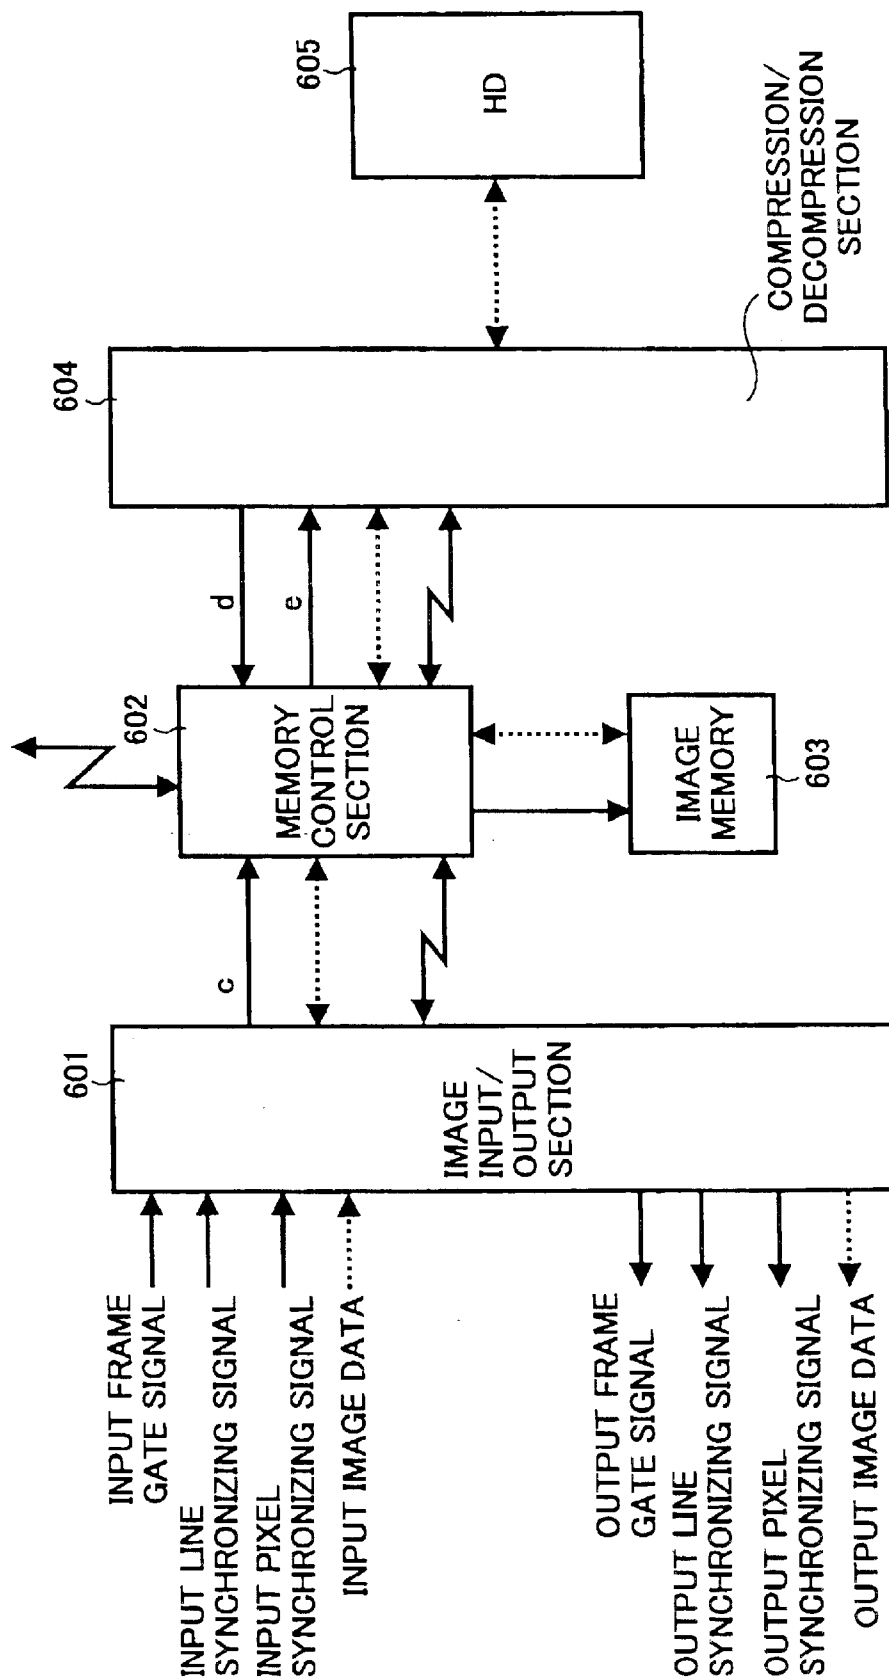 INPUT FRAME
GATE SIGNAL
INPUT LINE
SYNCHRONIZING SIGNAL
INPUT PIXEL
SYNCHRONIZING SIGNAL
INPUT IMAGE DATA
OUTPUT FRAME
GATE SIGNAL
OUTPUT LINE
SYNCHRONIZING SIGNAL
OUTPUT PIXEL
SYNCHRONIZING SIGNAL
OUTPUT IMAGE DATA
601
IMAGE
INPUT/
OUTPUT
SECTION
c
602
MEMORY
CONTROL
SECTION
IMAGE
MEMORY
603
d
e
604
COMPRESSION/
DECOMPRESSION
SECTION
605
HD